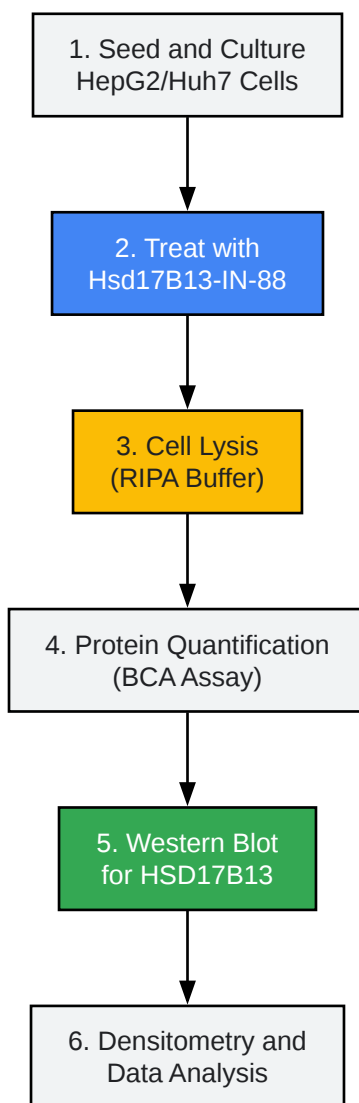 1. Seed and Culture
HepG2/Huh7 Cells
2. Treat with
Hsd17B13-IN-88
3. Cell Lysis
(RIPA Buffer)
4. Protein Quantification
(BCA Assay)
5. Western Blot
for HSD17B13
6. Densitometry and
Data Analysis